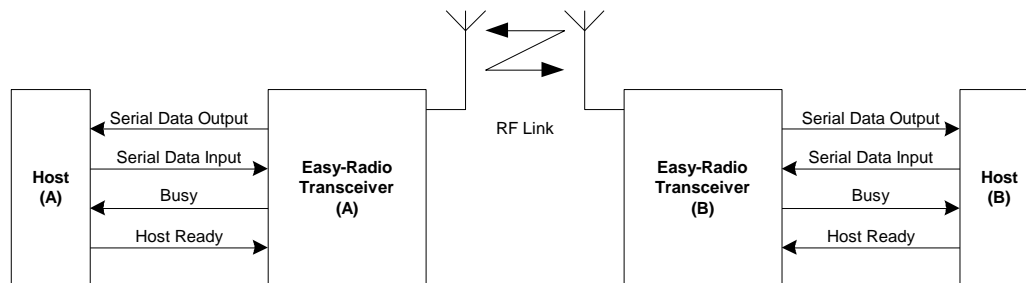 RF Link
Host
(A)
Serial Data Output
Serial Data Input
Busy
Host Ready
Easy-Radio
Transceiver
(A)
Easy-Radio
Transceiver
(B)
Serial Data Output
Serial Data Input
Busy
Host Ready
Host
(B)